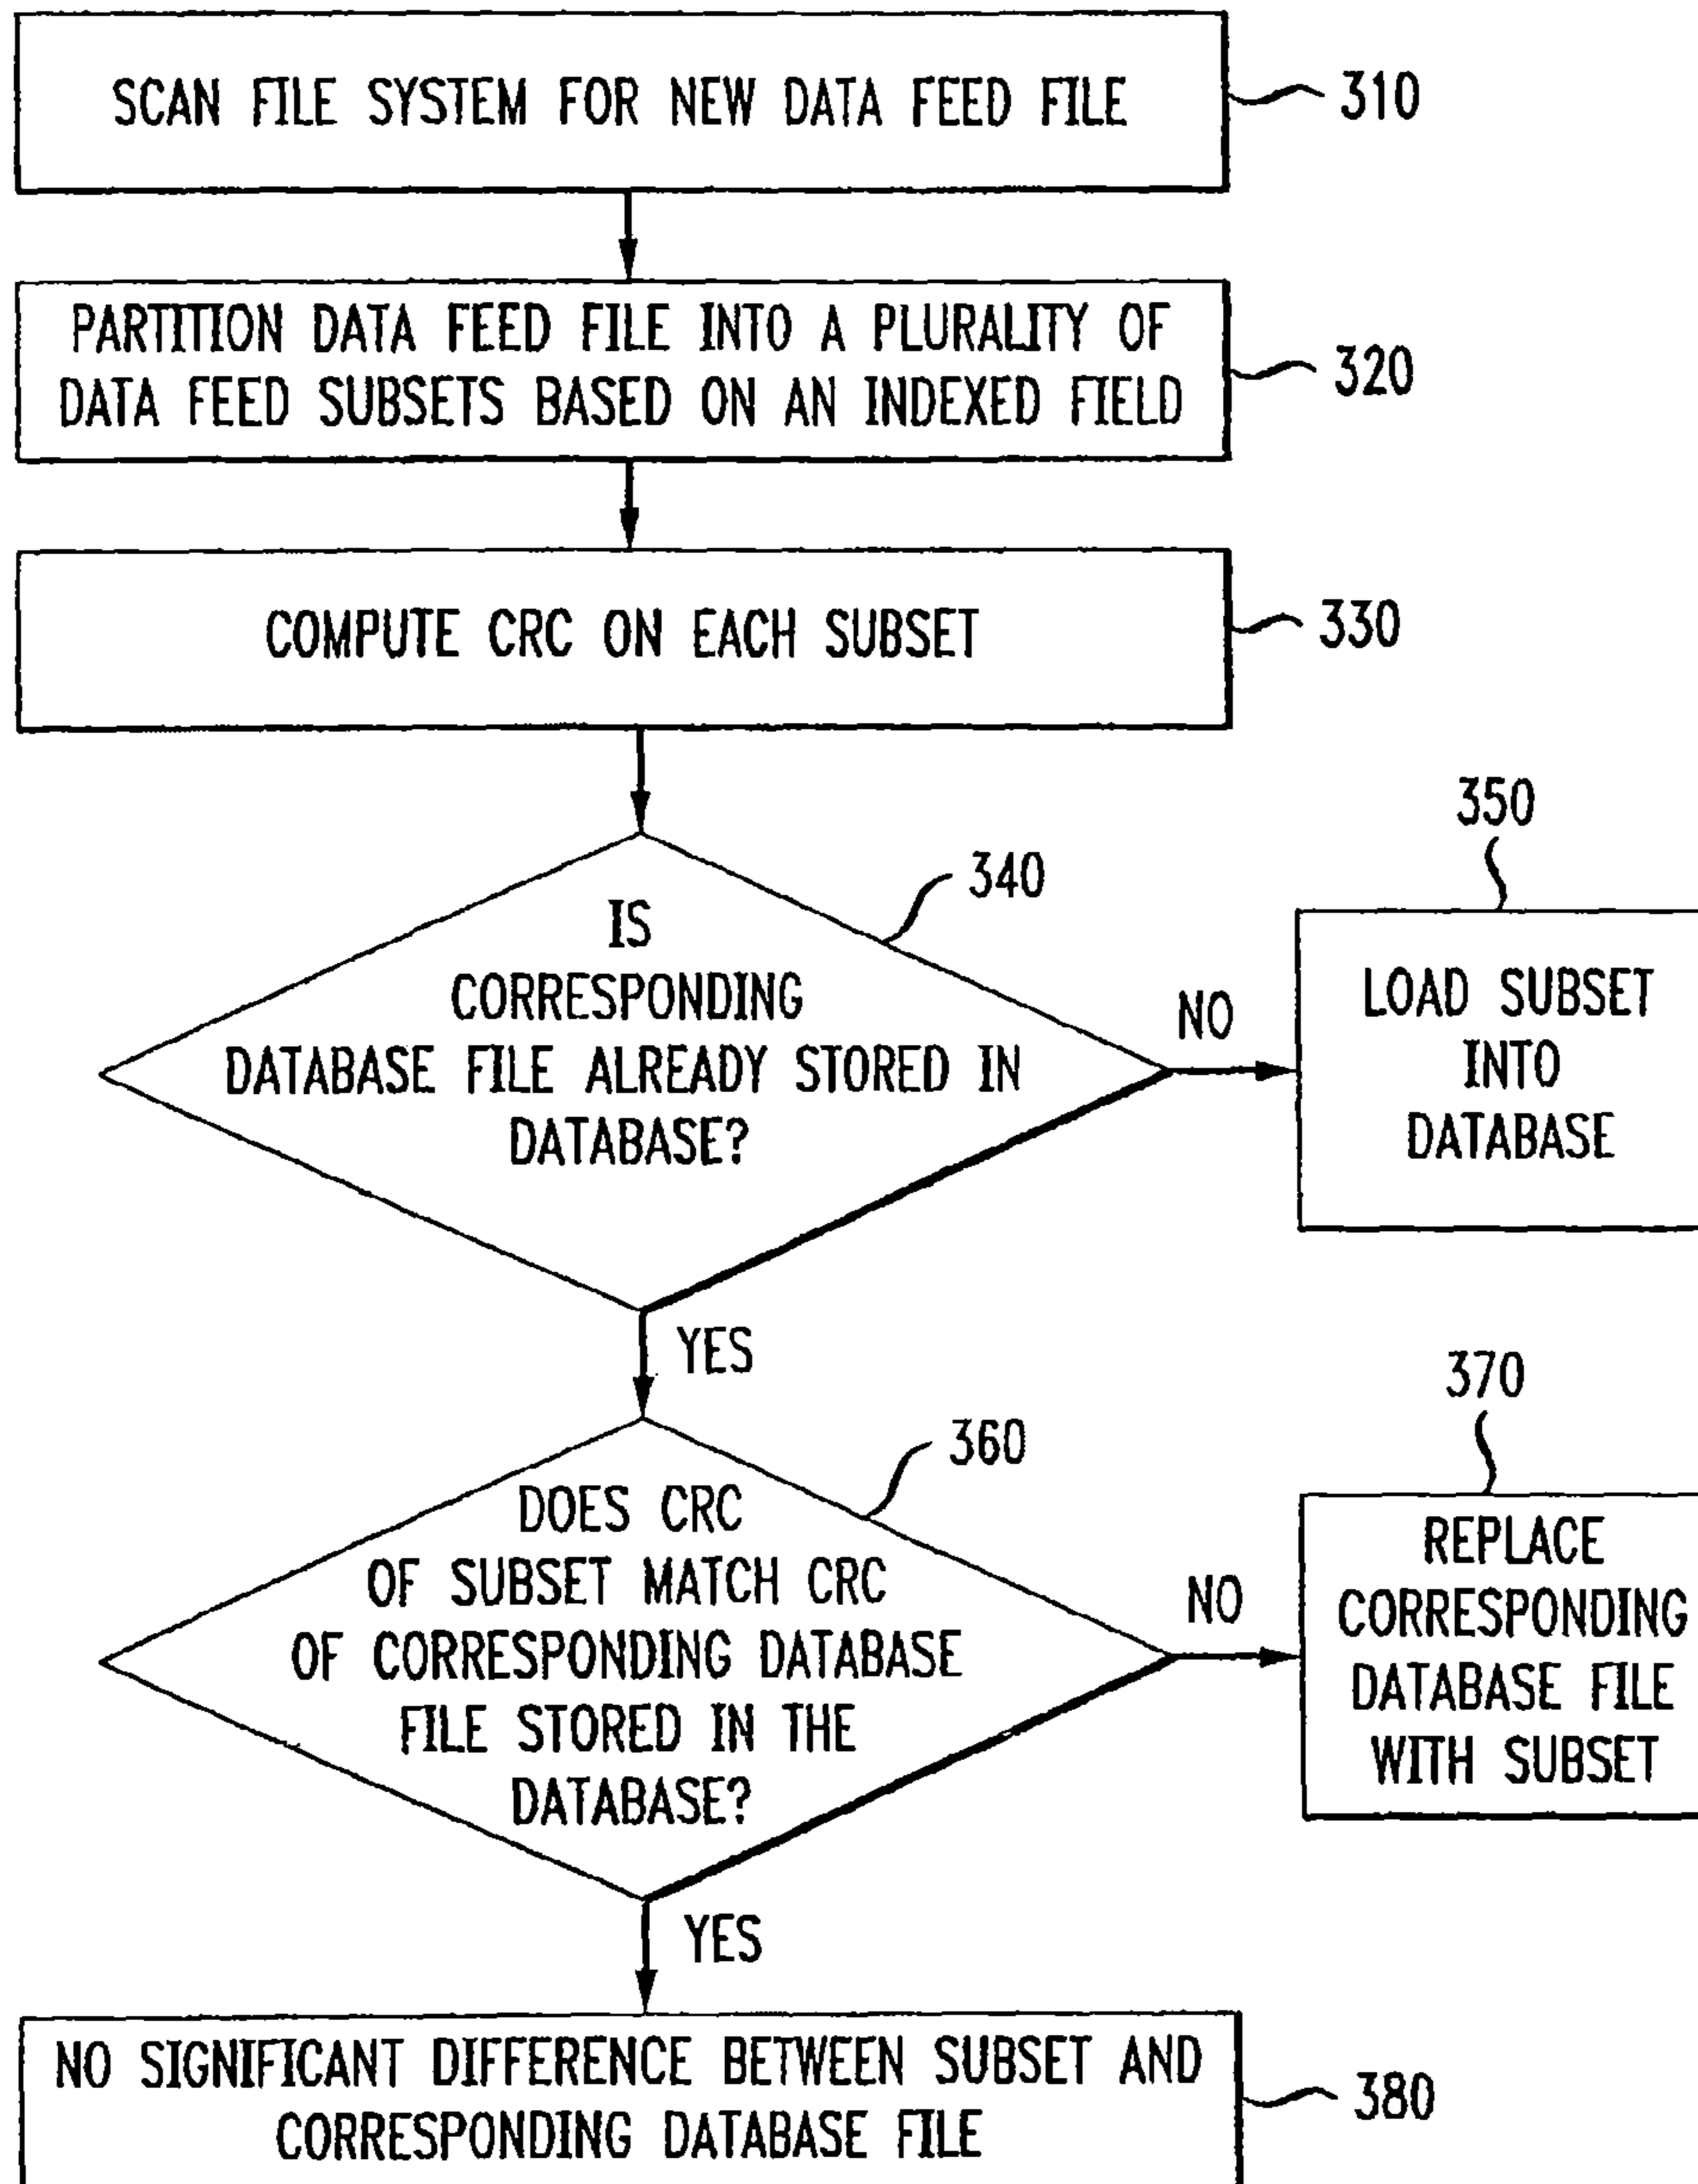 SCAN FILE SYSTEM FOR NEW DATA FEED FILE
310
PARTITION DATA FEED FILE INTO A PLURALITY OF
DATA FEED SUBSETS BASED ON AN INDEXED FIELD
320
COMPUTE CRC ON EACH SUBSET
330
340
IS
CORRESPONDING
DATABASE FILE ALREADY STORED IN
DATABASE?
NO
350
LOAD SUBSET
INTO
DATABASE
YES
360
DOES CRC
OF SUBSET MATCH CRC
OF CORRESPONDING DATABASE
FILE STORED IN THE
DATABASE?
NO
370
REPLACE
CORRESPONDING
DATABASE FILE
WITH SUBSET
YES
NO SIGNIFICANT DIFFERENCE BETWEEN SUBSET AND
CORRESPONDING DATABASE FILE
380